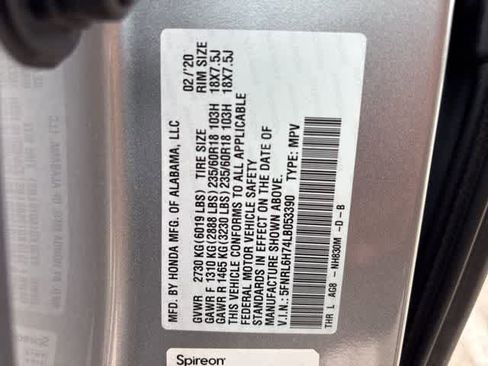 MFD. BY HONDA MFG. OF ALABAMA, LLC 02/'20
GVWR 2730 KG(6019 LBS) TIRE SIZE RIM SIZE
GAWR F 1310 KG(2888 LBS)235/60R18 103H 18X7.5J
GAWR R 1465 KG(3230 LBS)235/60R18 103H 18X7.5J
THIS VEHICLE CONFORMS TO ALL APPLICABLE
FEDERAL MOTOR VEHICLE SAFETY
STANDARDS IN EFFECT ON THE DATE OF
MANUFACTURE SHOWN ABOVE.
V.I.N.: 5FNRL6H74LB053390 TYPE: MPV
THR L AG8 - NH830M -D -B
Spireon